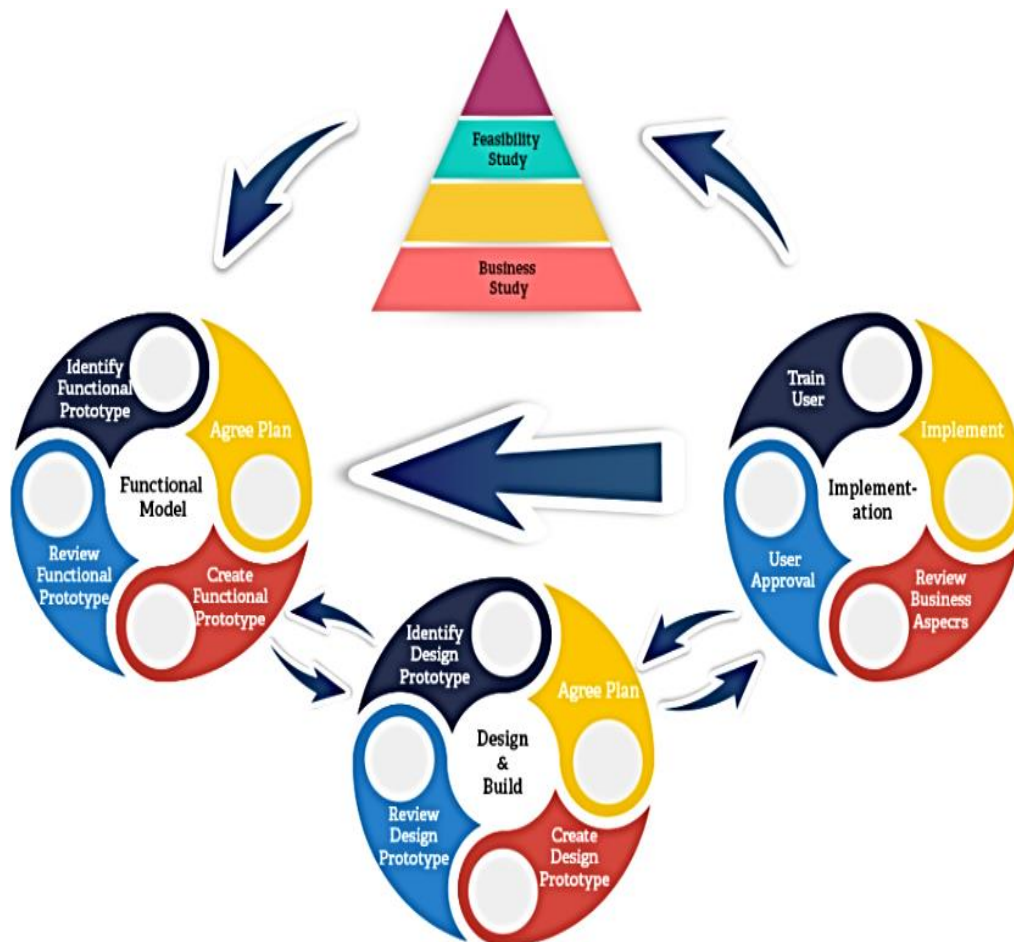 Feasibility
Study
Business
Study
Identify
Functional
Prototype
Agree Plan
Functional
Model
Review
Functional
Prototype
Create
Functional
Prototype
Train
User
Implement
Implement-
ation
User
Approval
Review
Business
Aspecrs
Identify
Design
Prototype
Agree Plan
Design
&
Build
Review
Design
Prototype
Create
Design
Prototype